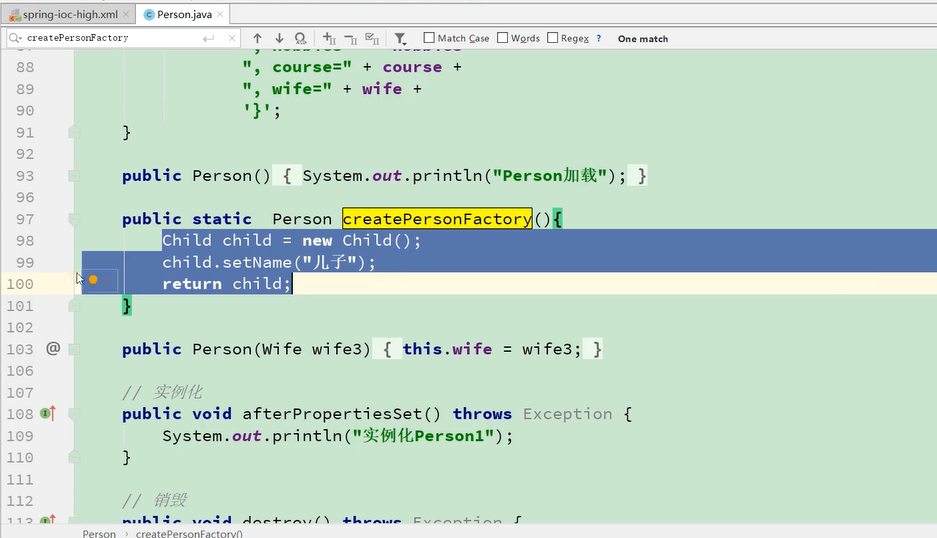 spring-ioc-high.xml × Person.java ×
createPersonFactory Match Case Words Regex ? One match
88 ", course=" + course +
89 ", wife=" + wife +
90 '}';
91 }
92
93 public Person() { System.out.println("Person加载"); }
96
97 public static Person createPersonFactory(){
98 Child child = new Child();
99 child.setName("儿子");
100 return child;
101 }
102
103 @ public Person(Wife wife3) { this.wife = wife3; }
106
107 // 实例化
108 public void afterPropertiesSet() throws Exception {
109 System.out.println("实例化Person1");
110 }
111
112 // 销毁
113 public void destroy() throws Exception {
Person › createPersonFactory()